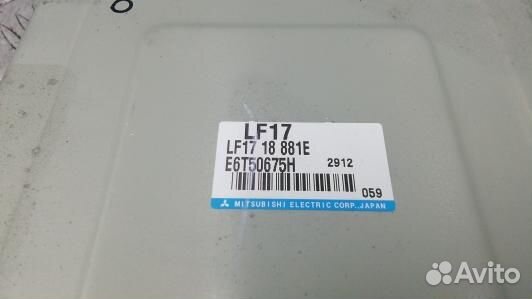 LF17
LF17 18 881E
E6T50675H 2912
059
MITSUBISHI ELECTRIC CORP.,JAPAN
Avito